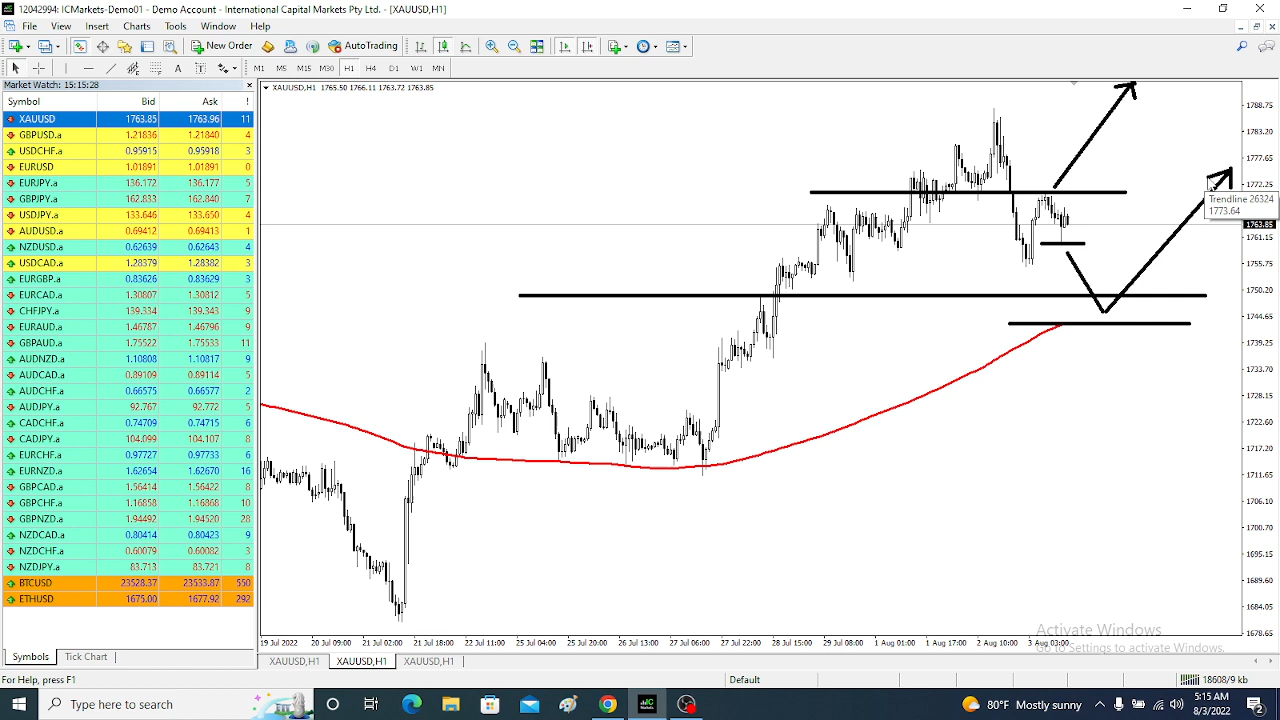 12042994: ICMarkets-Demo01 - Demo Account - International Capital Markets Pty Ltd. - [XAUUSD,H1]
File View Insert Charts Tools Window Help
New Order AutoTrading
A T M1 M5 M15 M30 H1 H4 D1 W1 MN
Market Watch: 15:15:28
Symbol Bid Ask !
XAUUSD 1763.85 1763.96 11
GBPUSD.a 1.21836 1.21840 4
USDCHF.a 0.95915 0.95918 3
EURUSD 1.01891 1.01891 0
EURJPY.a 136.172 136.177 5
GBPJPY.a 162.833 162.840 7
USDJPY.a 133.646 133.650 4
AUDUSD.a 0.69412 0.69413 1
NZDUSD.a 0.62639 0.62643 4
USDCAD.a 1.28379 1.28382 3
EURGBP.a 0.83626 0.83629 3
EURCAD.a 1.30807 1.30812 5
CHFJPY.a 139.334 139.343 9
EURAUD.a 1.46787 1.46796 9
GBPAUD.a 1.75522 1.75533 11
AUDNZD.a 1.10808 1.10817 9
AUDCAD.a 0.89109 0.89114 5
AUDCHF.a 0.66575 0.66577 2
AUDJPY.a 92.767 92.772 5
CADCHF.a 0.74709 0.74715 6
CADJPY.a 104.099 104.107 8
EURCHF.a 0.97727 0.97733 6
EURNZD.a 1.62654 1.62670 16
GBPCAD.a 1.56414 1.56422 8
GBPCHF.a 1.16858 1.16868 10
GBPNZD.a 1.94492 1.94520 28
NZDCAD.a 0.80414 0.80423 9
NZDCHF.a 0.60079 0.60082 3
NZDJPY.a 83.713 83.721 8
BTCUSD 23528.37 23533.87 550
ETHUSD 1675.00 1677.92 292
Symbols Tick Chart
XAUUSD,H1 1765.50 1766.11 1763.72 1763.85
1788.75
1783.20
1777.65
1772.25
Trendline 26324
1773.64
1763.85
1761.15
1755.75
1750.20
1744.65
1739.25
1733.70
1728.15
1722.60
1717.20
1711.65
1706.10
1700.70
1695.15
1689.60
1684.05
1678.65
19 Jul 2022 20 Jul 09:00 21 Jul 02:00 21 Jul 18:00 22 Jul 11:00 25 Jul 04:00 25 Jul 20:00 26 Jul 13:00 27 Jul 06:00 27 Jul 22:00 28 Jul 15:00 29 Jul 08:00 1 Aug 01:00 1 Aug 17:00 2 Aug 10:00 3 Aug 03:00
Activate Windows
Go to Settings to activate Windows.
XAUUSD,H1 XAUUSD,H1 XAUUSD,H1
For Help, press F1 Default 18608/9 kb
Type here to search
80°F Mostly sunny
5:15 AM
8/3/2022
2